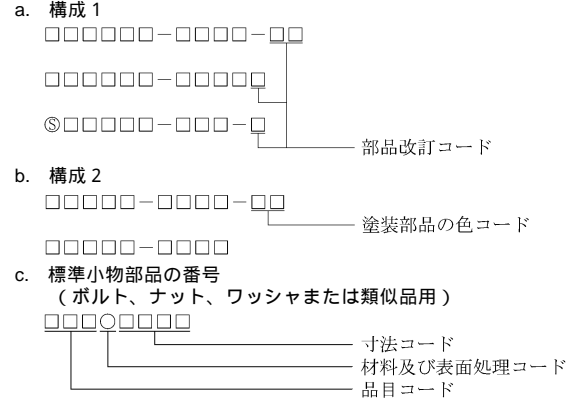 a. 構成1
□□□□□□－□□□□－□□
□□□□□－□□□□□
Ⓢ□□□□□－□□□－□
部品改訂コード
b. 構成2
□□□□□－□□□□－□□
塗装部品の色コード
□□□□□－□□□□
c. 標準小物部品の番号
（ボルト、ナット、ワッシャまたは類似品用）
□□□○□□□□
寸法コード
材料及び表面処理コード
品目コード